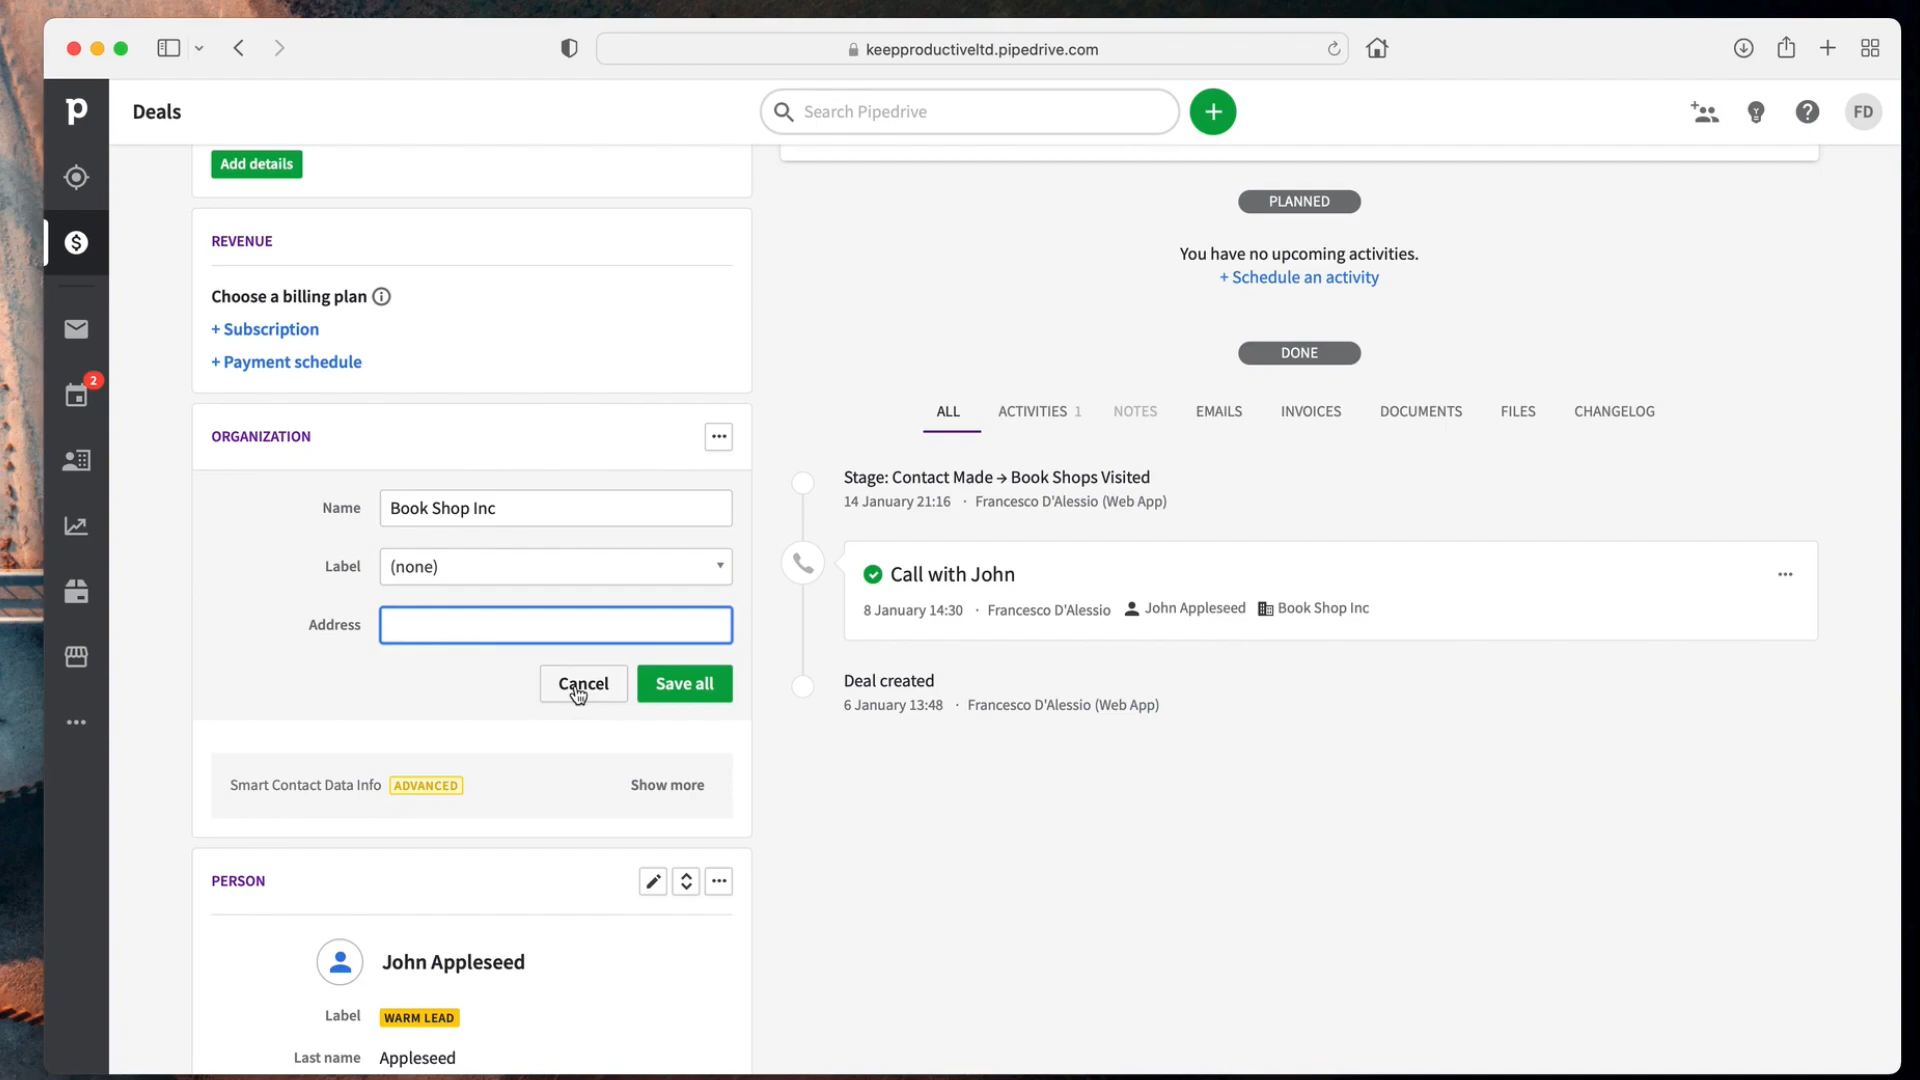 keepproductiveltd.pipedrive.com
p
Deals
Search Pipedrive
+
?
FD
Add details
REVENUE
Choose a billing plan
+ Subscription
+ Payment schedule
2
ORGANIZATION
Name Book Shop Inc
Label (none)
Address
Cancel Save all
Smart Contact Data Info ADVANCED Show more
PERSON
John Appleseed
Label WARM LEAD
Last name Appleseed
PLANNED
You have no upcoming activities.
+ Schedule an activity
DONE
ALL ACTIVITIES 1 NOTES EMAILS INVOICES DOCUMENTS FILES CHANGELOG
Stage: Contact Made → Book Shops Visited
14 January 21:16 · Francesco D'Alessio (Web App)
Call with John
8 January 14:30 · Francesco D'Alessio John Appleseed Book Shop Inc
Deal created
6 January 13:48 · Francesco D'Alessio (Web App)